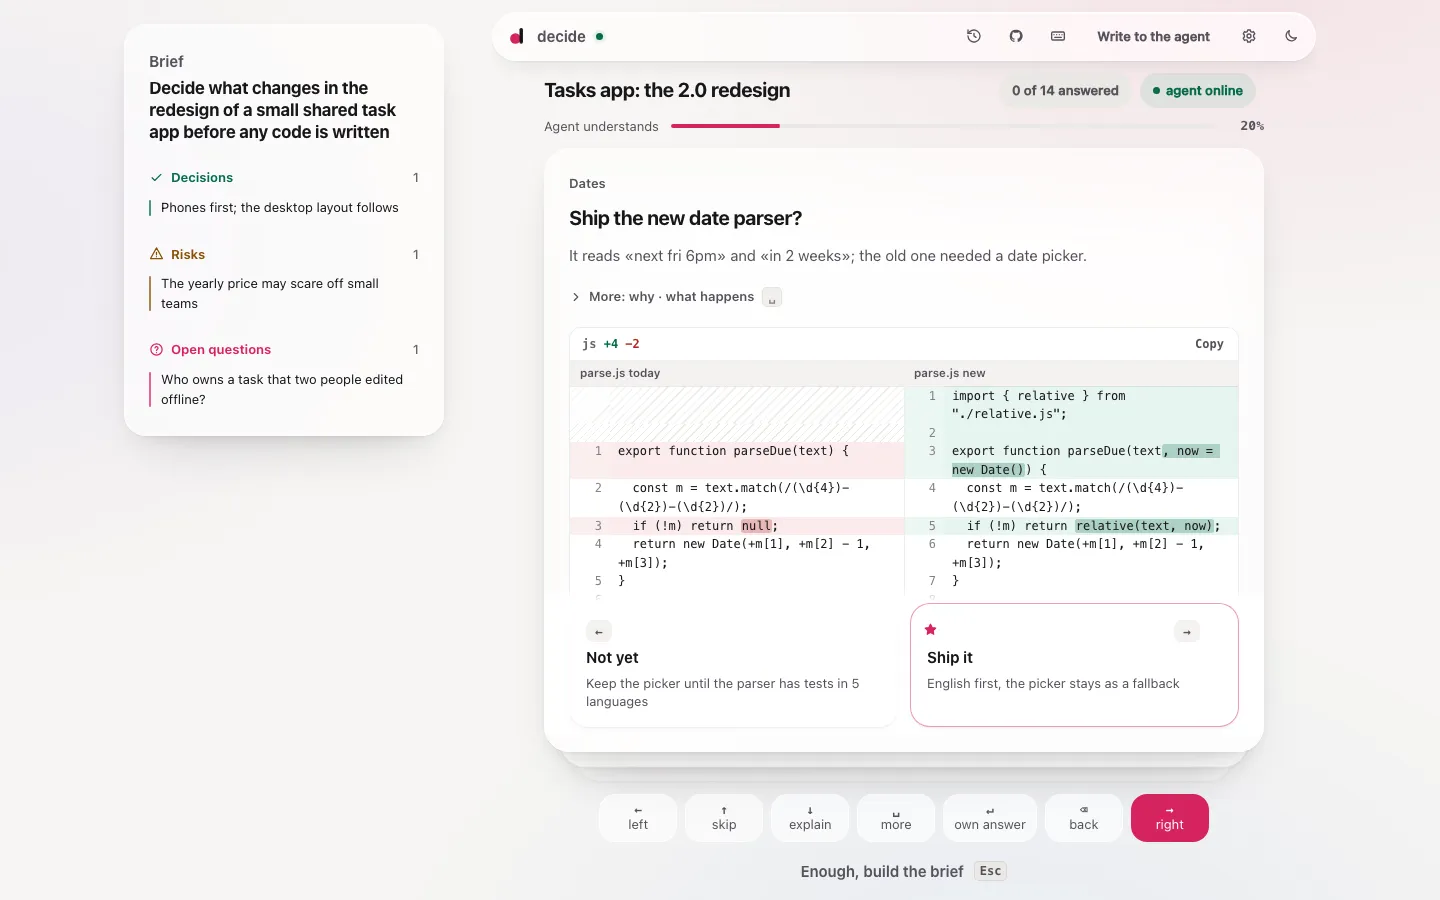 Brief
Decide what changes in the
redesign of a small shared task
app before any code is written
Decisions 1
Phones first; the desktop layout follows
Risks 1
The yearly price may scare off small
teams
Open questions 1
Who owns a task that two people edited
offline?
decide
Write to the agent
Tasks app: the 2.0 redesign
0 of 14 answered
agent online
Agent understands
20%
Dates
Ship the new date parser?
It reads «next fri 6pm» and «in 2 weeks»; the old one needed a date picker.
More: why · what happens ␣
js +4 −2
Copy
parse.js today
1 export function parseDue(text) {
2 const m = text.match(/(\d{4})-
(\d{2})-(\d{2})/);
3 if (!m) return null;
4 return new Date(+m[1], +m[2] - 1,
+m[3]);
5 }
parse.js new
1 import { relative } from
"./relative.js";
2
3 export function parseDue(text, now =
new Date()) {
4 const m = text.match(/(\d{4})-
(\d{2})-(\d{2})/);
5 if (!m) return relative(text, now);
6 return new Date(+m[1], +m[2] - 1,
+m[3]);
7 }
←
Not yet
Keep the picker until the parser has tests in 5
languages
→
Ship it
English first, the picker stays as a fallback
← left
↑ skip
↓ explain
␣ more
↵ own answer
⌫ back
→ right
Enough, build the brief Esc